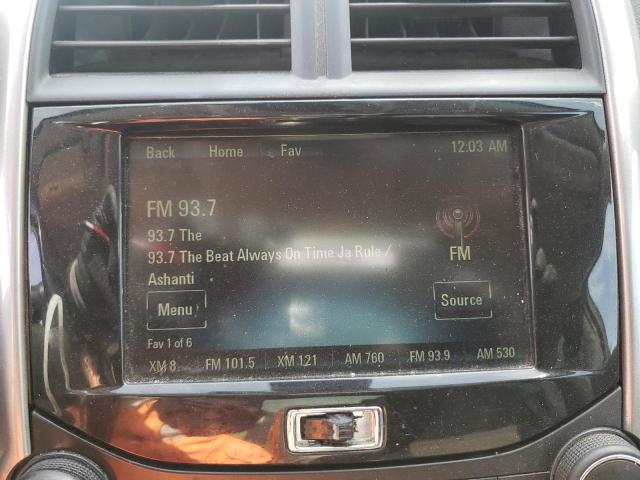 Back Home Fav 12:03 AM
FM 93.7
93.7 The
93.7 The Beat Always On Time Ja Rule /
Ashanti
FM
Menu
Source
Fav 1 of 6
XM 8 FM 101.5 XM 121 AM 760 FM 93.9 AM 530